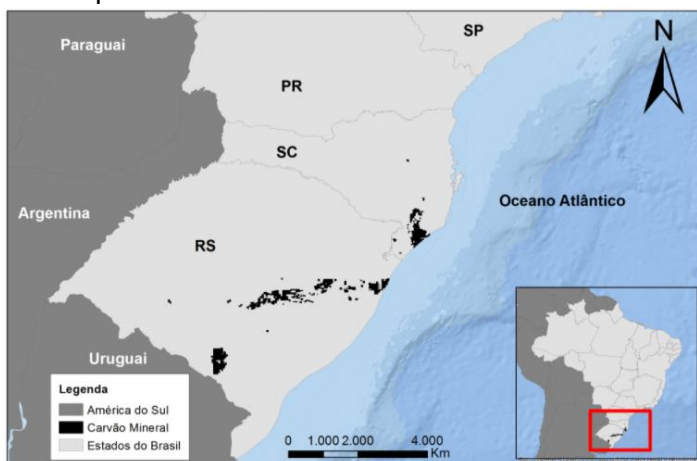 Paraguai
SP
N
PR
SC
Argentina
Oceano Atlântico
RS
Uruguai
Legenda
América do Sul
Carvão Mineral
Estados do Brasil
0 1.000 2.000 4.000
Km